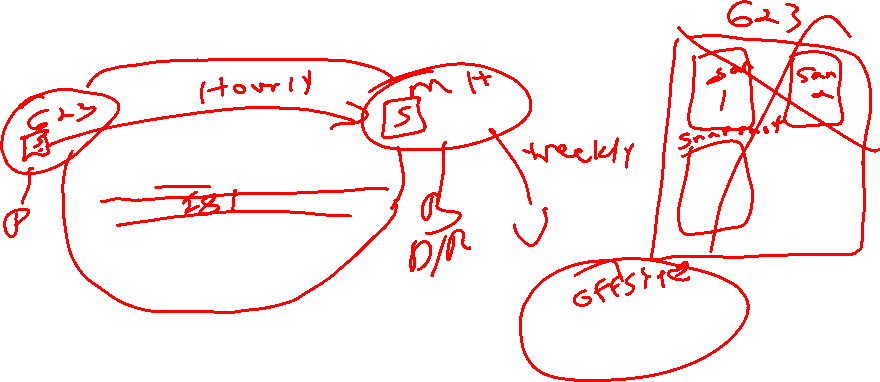 623
Hourly
M H
San
1
San
2
623
S
S
Snapshot
weekly
P
B
D/R
OFFSITE